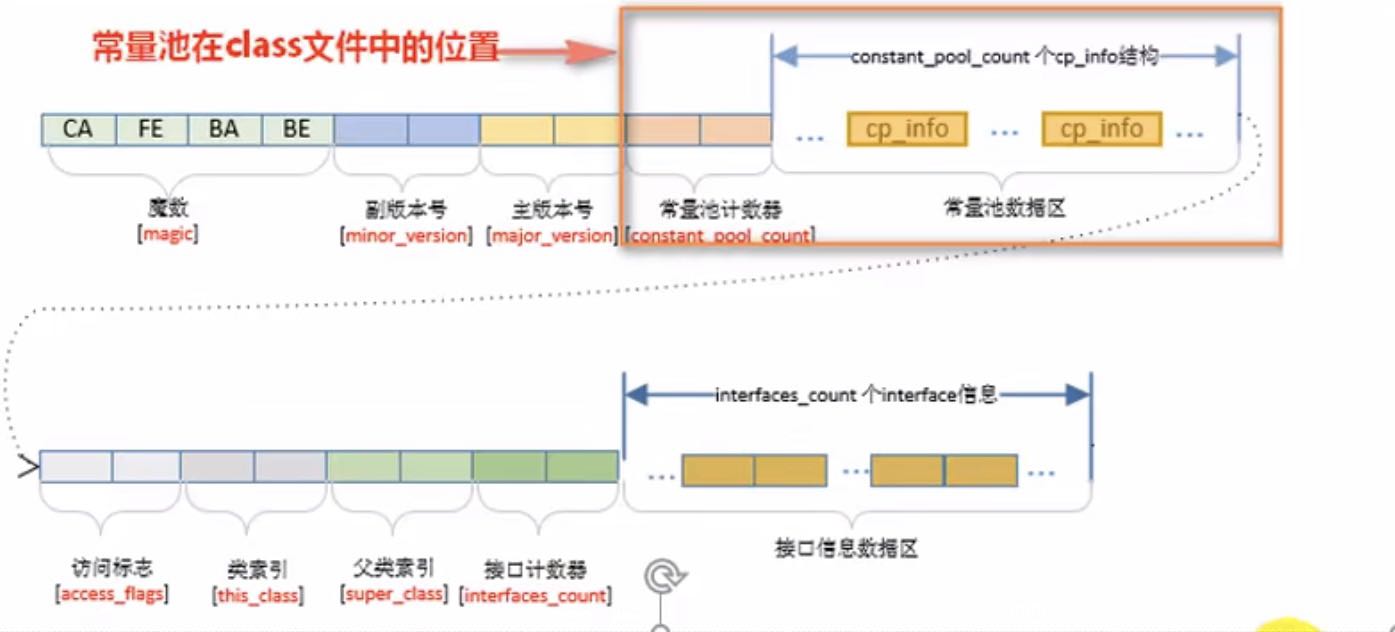 常量池在class文件中的位置
constant_pool_count 个cp_info结构
CA FE BA BE ... cp_info ... cp_info ...
魔数 副版本号 主版本号 常量池计数器 常量池数据区
[magic] [minor_version] [major_version] [constant_pool_count]
interfaces_count 个interface信息
... ... ...
接口信息数据区
访问标志 类索引 父类索引 接口计数器
[access_flags] [this_class] [super_class] [interfaces_count]